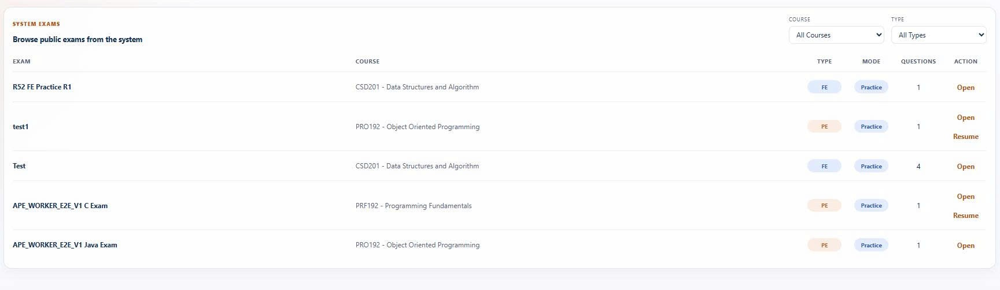 SYSTEM EXAMS
Browse public exams from the system
COURSE TYPE
All Courses All Types
EXAM COURSE TYPE MODE QUESTIONS ACTION
R52 FE Practice R1 CSD201 - Data Structures and Algorithm FE Practice 1 Open
test1 PRO192 - Object Oriented Programming PE Practice 1 Open
Resume
Test CSD201 - Data Structures and Algorithm FE Practice 4 Open
APE_WORKER_E2E_V1 C Exam PRF192 - Programming Fundamentals PE Practice 1 Open
Resume
APE_WORKER_E2E_V1 Java Exam PRO192 - Object Oriented Programming PE Practice 1 Open